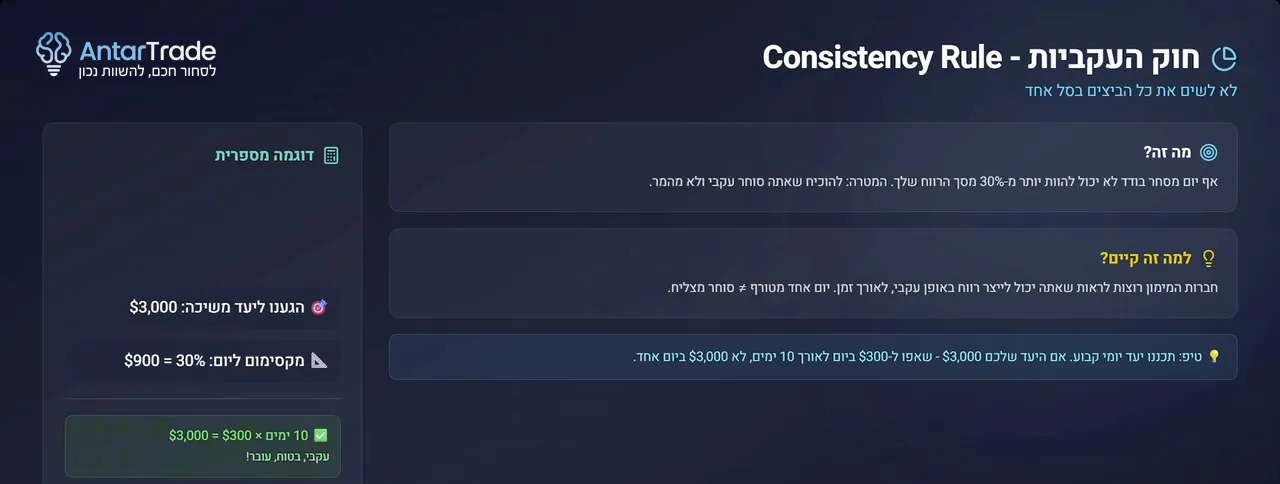 חוק העקביות - Consistency Rule
לא לשים את כל הביצים בסל אחד
AntarTrade
לסחור חכם, להשוות נכון
מה זה?
אף יום מסחר בודד לא יכול להוות יותר מ-30% מסך הרווח שלך. המטרה: להוכיח שאתה סוחר עקבי ולא מהמר.
למה זה קיים?
חברות המימון רוצות לראות שאתה יכול לייצר רווח באופן עקבי, לאורך זמן. יום אחד מטורף ≠ סוחר מצליח.
טיפ: תכננו יעד יומי קבוע. אם היעד שלכם $3,000 - שאפו ל-$300 ביום לאורך 10 ימים, לא $3,000 ביום אחד.
דוגמה מספרית
הגענו ליעד משיכה: $3,000
מקסימום ליום: 30% = $900
10 ימים × $300 = $3,000
עקבי, בטוח, עובר!